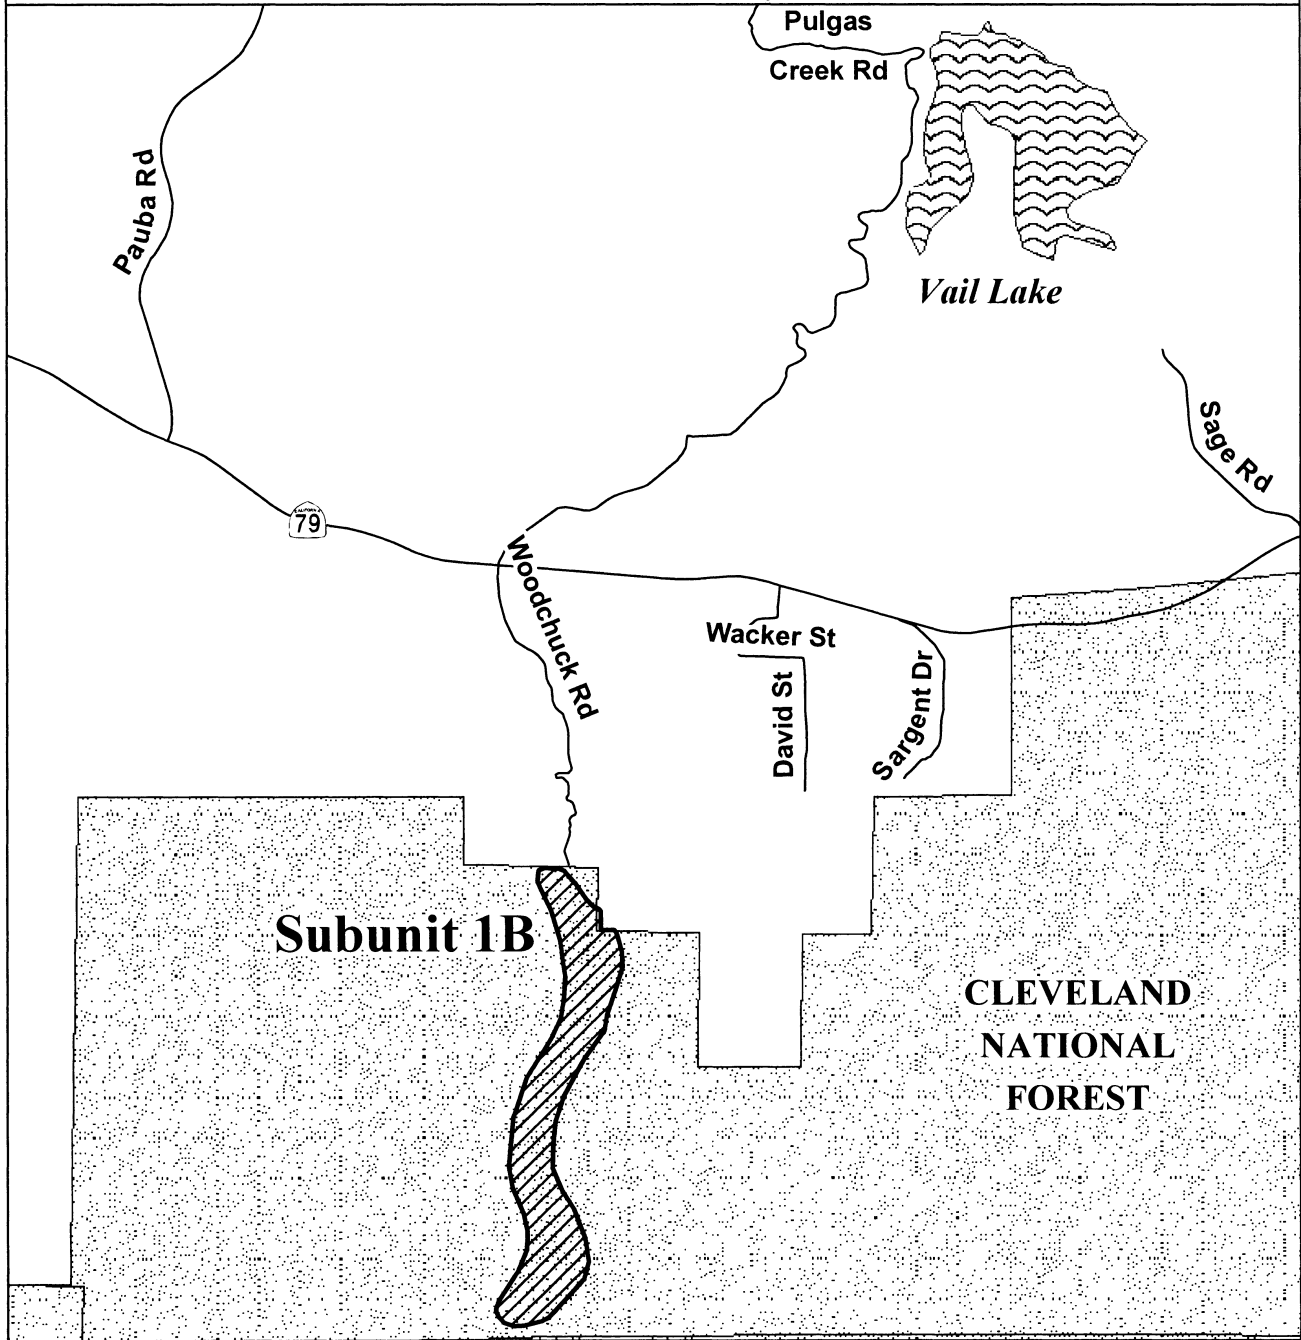 Pulgas
Creek Rd
Pauba Rd
Vail Lake
Sage Rd
CALIFORNIA
79
Woodchuck Rd
Wacker St
David St
Sargent Dr
Subunit 1B
CLEVELAND
NATIONAL
FOREST